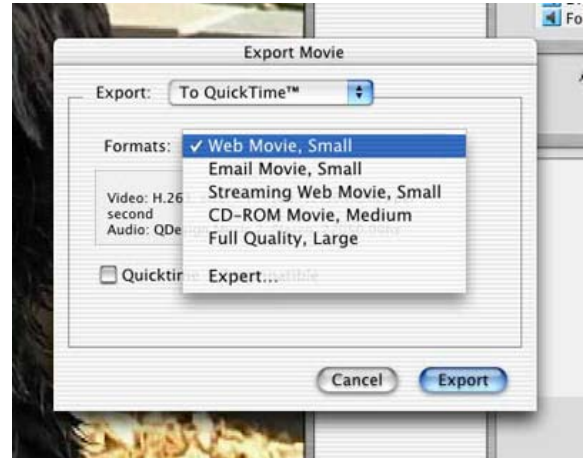 Fo
Export Movie
Export: To QuickTime™
Formats: ✓ Web Movie, Small
Email Movie, Small
Streaming Web Movie, Small
CD-ROM Movie, Medium
Full Quality, Large
Expert...
Video: H.26
second
Audio: QDe
Quicktim
Cancel
Export